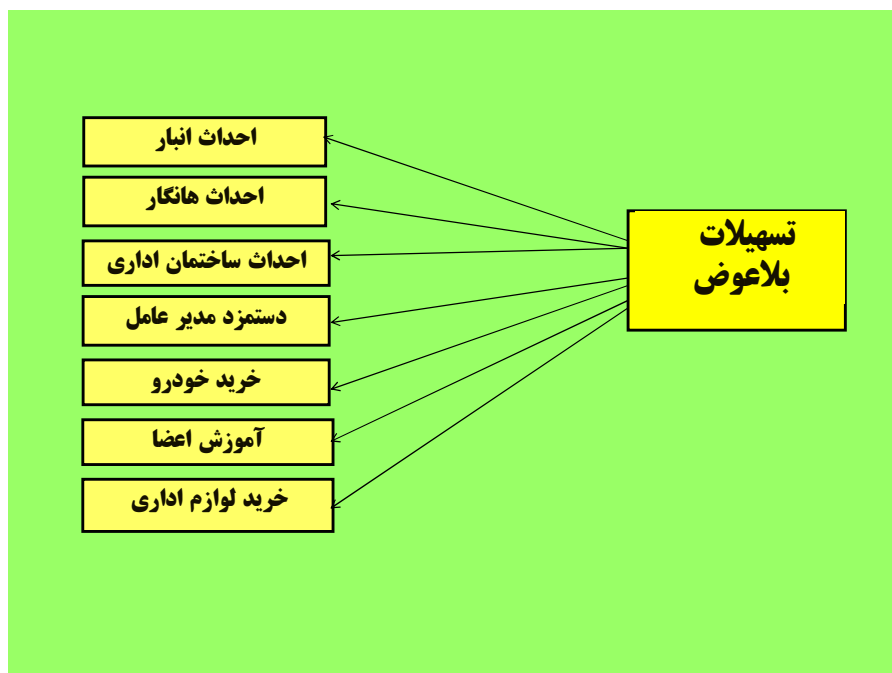 تسهیلات
بلاعوض
احداث انبار
احداث هانگار
احداث ساختمان اداری
دستمزد مدیر عامل
خرید خودرو
آموزش اعضا
خرید لوازم اداری